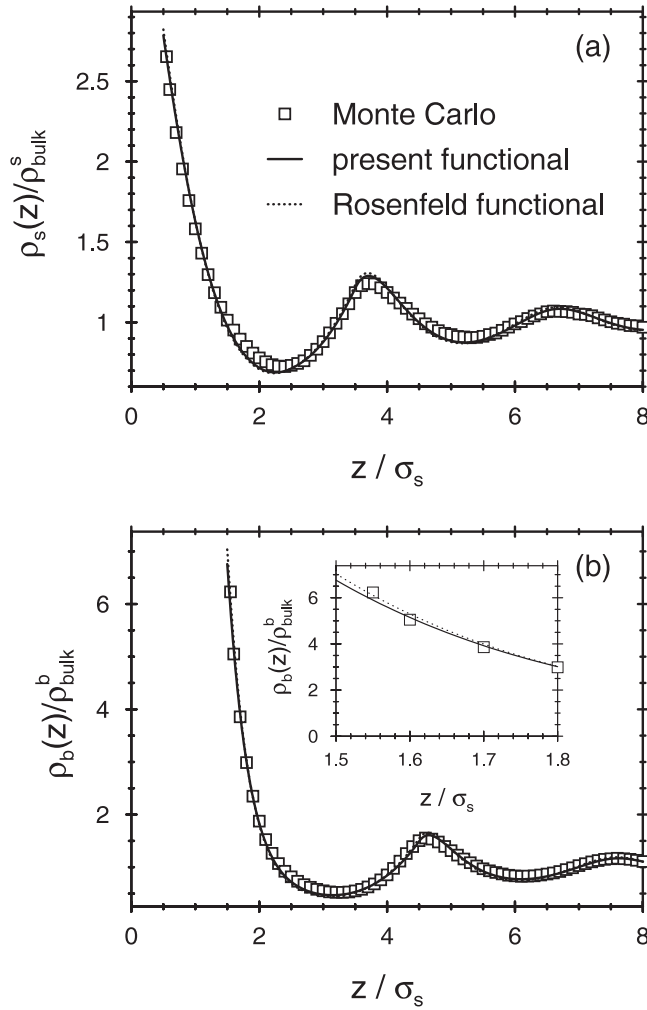 (a)
2.5
2
1.5
1
ρₛ(z)/ρˢbulk
Monte Carlo
present functional
Rosenfeld functional
0 2 4 6 8
z / σₛ
(b)
6
4
2
ρb(z)/ρᵇbulk
6
4
2
0
ρb(z)/ρᵇbulk
1.5 1.6 1.7 1.8
z / σₛ
0 2 4 6 8
z / σₛ